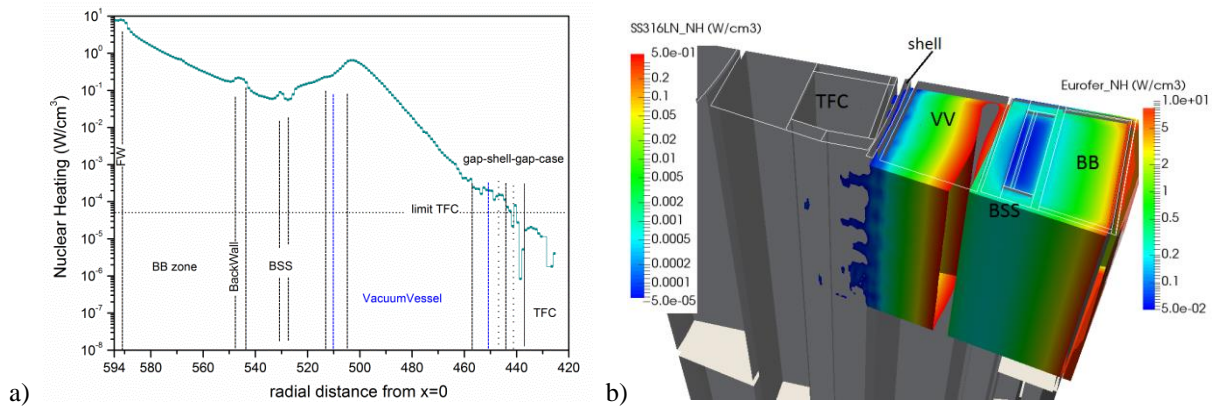 10¹
10⁰
10⁻¹
10⁻²
10⁻³
10⁻⁴
10⁻⁵
10⁻⁶
10⁻⁷
10⁻⁸
Nuclear Heating (W/cm³)
FW
gap-shell-gap-case
limit TFC
BB zone
BackWall
BSS
VacuumVessel
TFC
594 580 560 540 520 500 480 460 440 420
radial distance from x=0
a)
SS316LN_NH (W/cm3)
5.0e-01
0.2
0.1
0.05
0.02
0.01
0.005
0.002
0.001
0.0005
0.0002
0.0001
5.0e-05
shell
TFC
VV
BB
BSS
Eurofer_NH (W/cm3)
1.0e+01
5
2
1
0.5
0.2
0.1
5.0e-02
b)